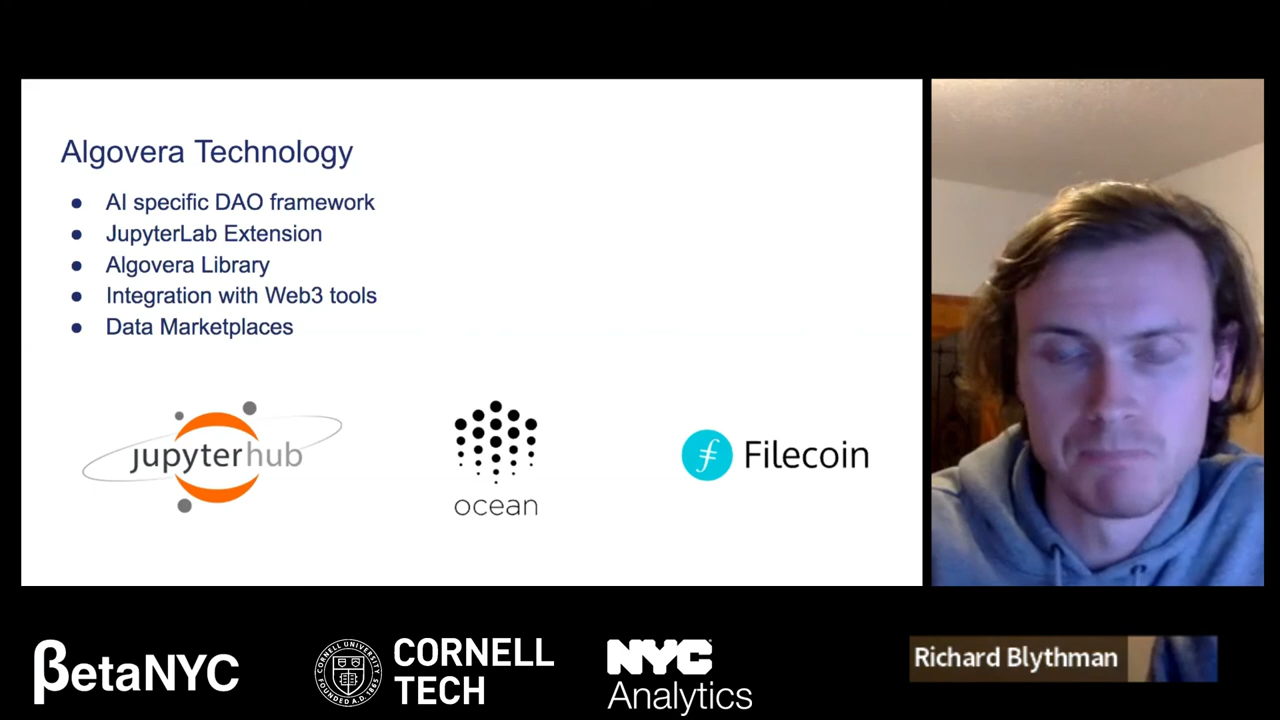 Algovera Technology
● AI specific DAO framework
● JupyterLab Extension
● Algovera Library
● Integration with Web3 tools
● Data Marketplaces
jupyterhub
ocean
Filecoin
βetaNYC
CORNELL
TECH
NYC
Analytics
Richard Blythman